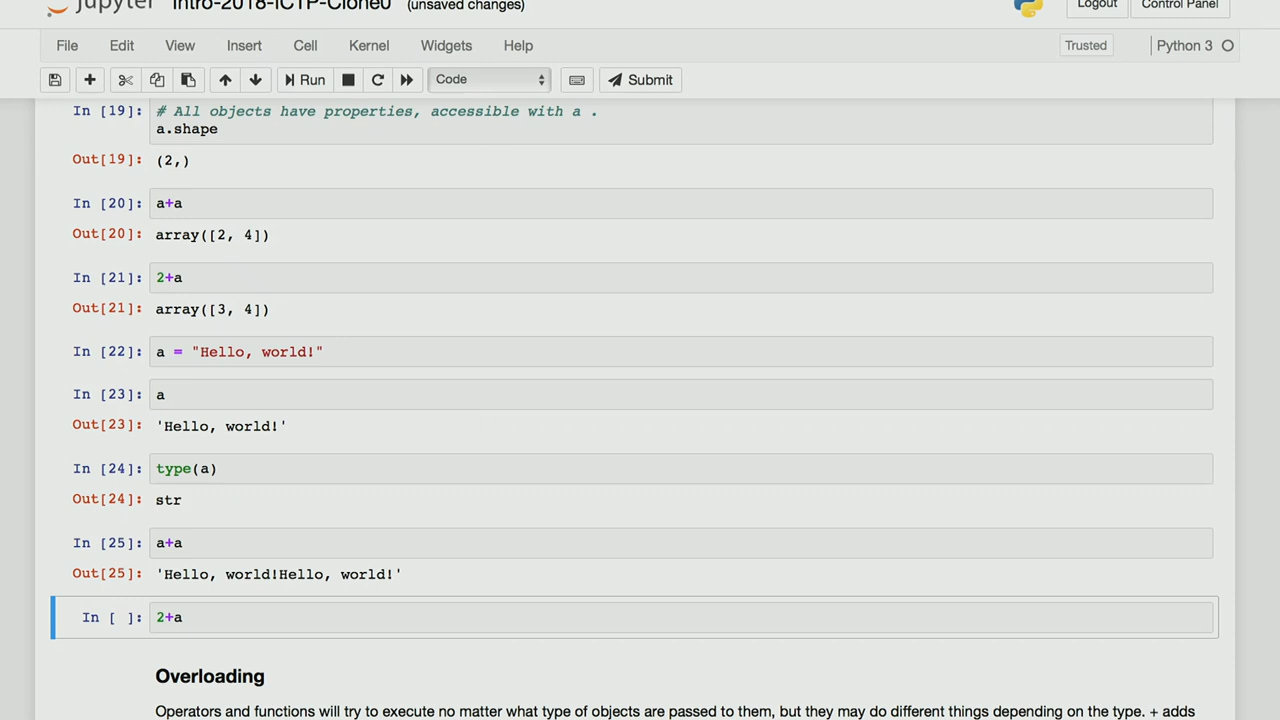 jupyter Intro-2018-ICTP-Clone0 (unsaved changes) Logout Control Panel
File Edit View Insert Cell Kernel Widgets Help Trusted Python 3
Run Code Submit
In [19]: # All objects have properties, accessible with a .
a.shape
Out[19]: (2,)
In [20]: a+a
Out[20]: array([2, 4])
In [21]: 2+a
Out[21]: array([3, 4])
In [22]: a = "Hello, world!"
In [23]: a
Out[23]: 'Hello, world!'
In [24]: type(a)
Out[24]: str
In [25]: a+a
Out[25]: 'Hello, world!Hello, world!'
In [ ]: 2+a
Overloading
Operators and functions will try to execute no matter what type of objects are passed to them, but they may do different things depending on the type. + adds